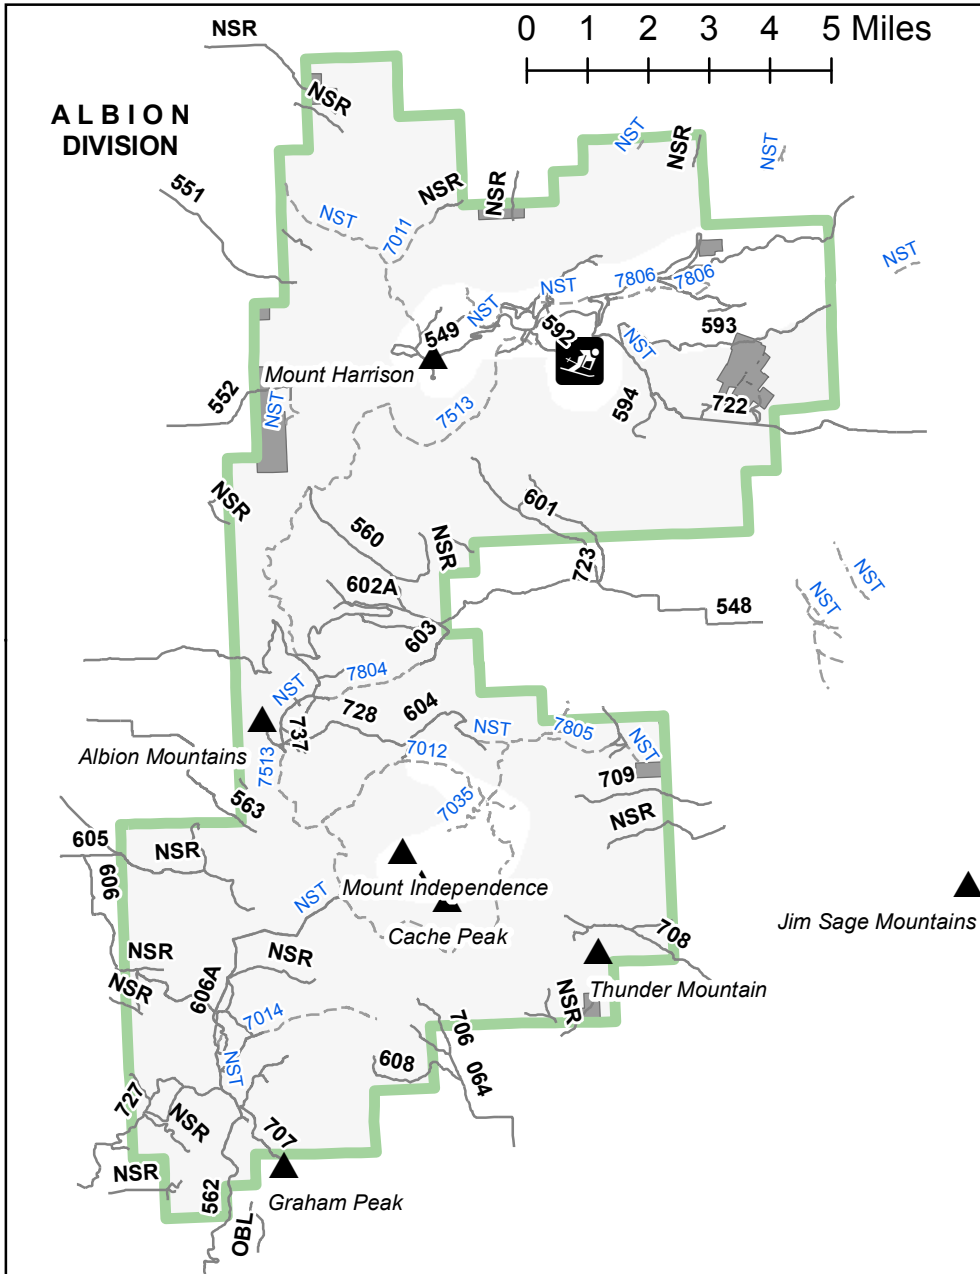 NSR
0 1 2 3 4 5 Miles
ALBION
DIVISION
NSR
NST
NSR
NST
551
NSR
NSR
NST
7011
NST
NST
7806
7806
NST
549
592
593
NST
Mount Harrison
552
NST
7513
594
722
NSR
601
560
NSR
723
NST
NST
602A
548
603
7804
NST
728
604
NST
7805
737
7012
NST
Albion Mountains
7513
709
563
7035
NSR
605
NSR
606
Mount Independence
NST
Cache Peak
Jim Sage Mountains
708
NSR
NSR
NSR
606A
Thunder Mountain
NSR
7014
706
NST
608
064
727
NSR
707
NSR
562
Graham Peak
OBL